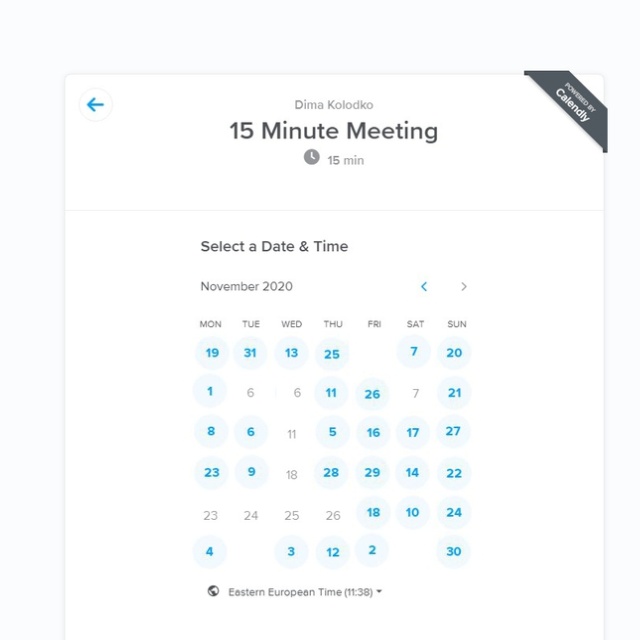 POWERED BY
Calendly
Dima Kolodko
15 Minute Meeting
15 min
Select a Date & Time
November 2020
MON TUE WED THU FRI SAT SUN
19 31 13 25 7 20
1 6 6 11 26 7 21
8 6 11 5 16 17 27
23 9 18 28 29 14 22
23 24 25 26 18 10 24
4 3 12 2 30
Eastern European Time (11:38)